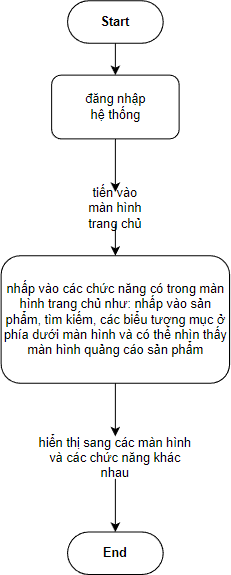 Start
đăng nhập
hệ thống
tiến vào
màn hình
trang chủ
nhấp vào các chức năng có trong màn
hình trang chủ như: nhấp vào sản
phẩm, tìm kiếm, các biểu tượng mục ở
phía dưới màn hình và có thể nhìn thấy
màn hình quảng cáo sản phẩm
hiển thị sang các màn hình
và các chức năng khác
nhau
End